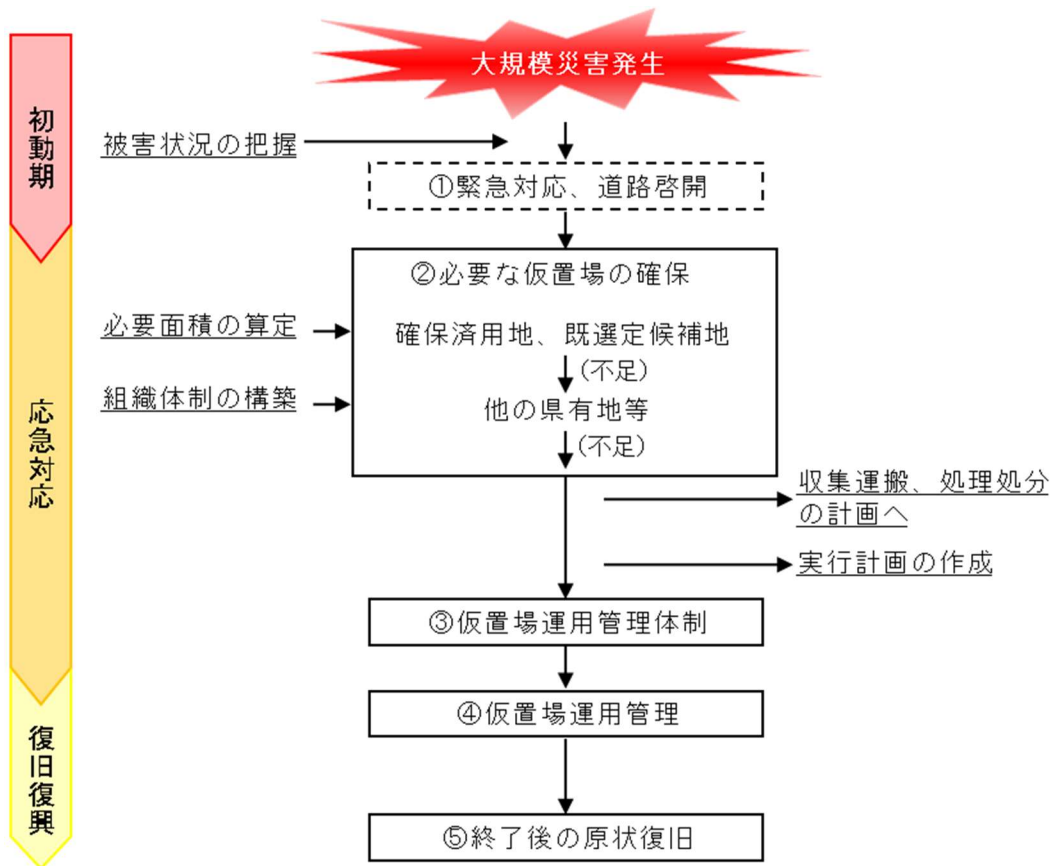 大規模災害発生
初動期
被害状況の把握
①緊急対応、道路啓開
②必要な仮置場の確保
必要面積の算定
確保済用地、既選定候補地
(不足)
組織体制の構築
他の県有地等
(不足)
応急対応
収集運搬、処理処分
の計画へ
実行計画の作成
③仮置場運用管理体制
④仮置場運用管理
復旧復興
⑤終了後の原状復旧